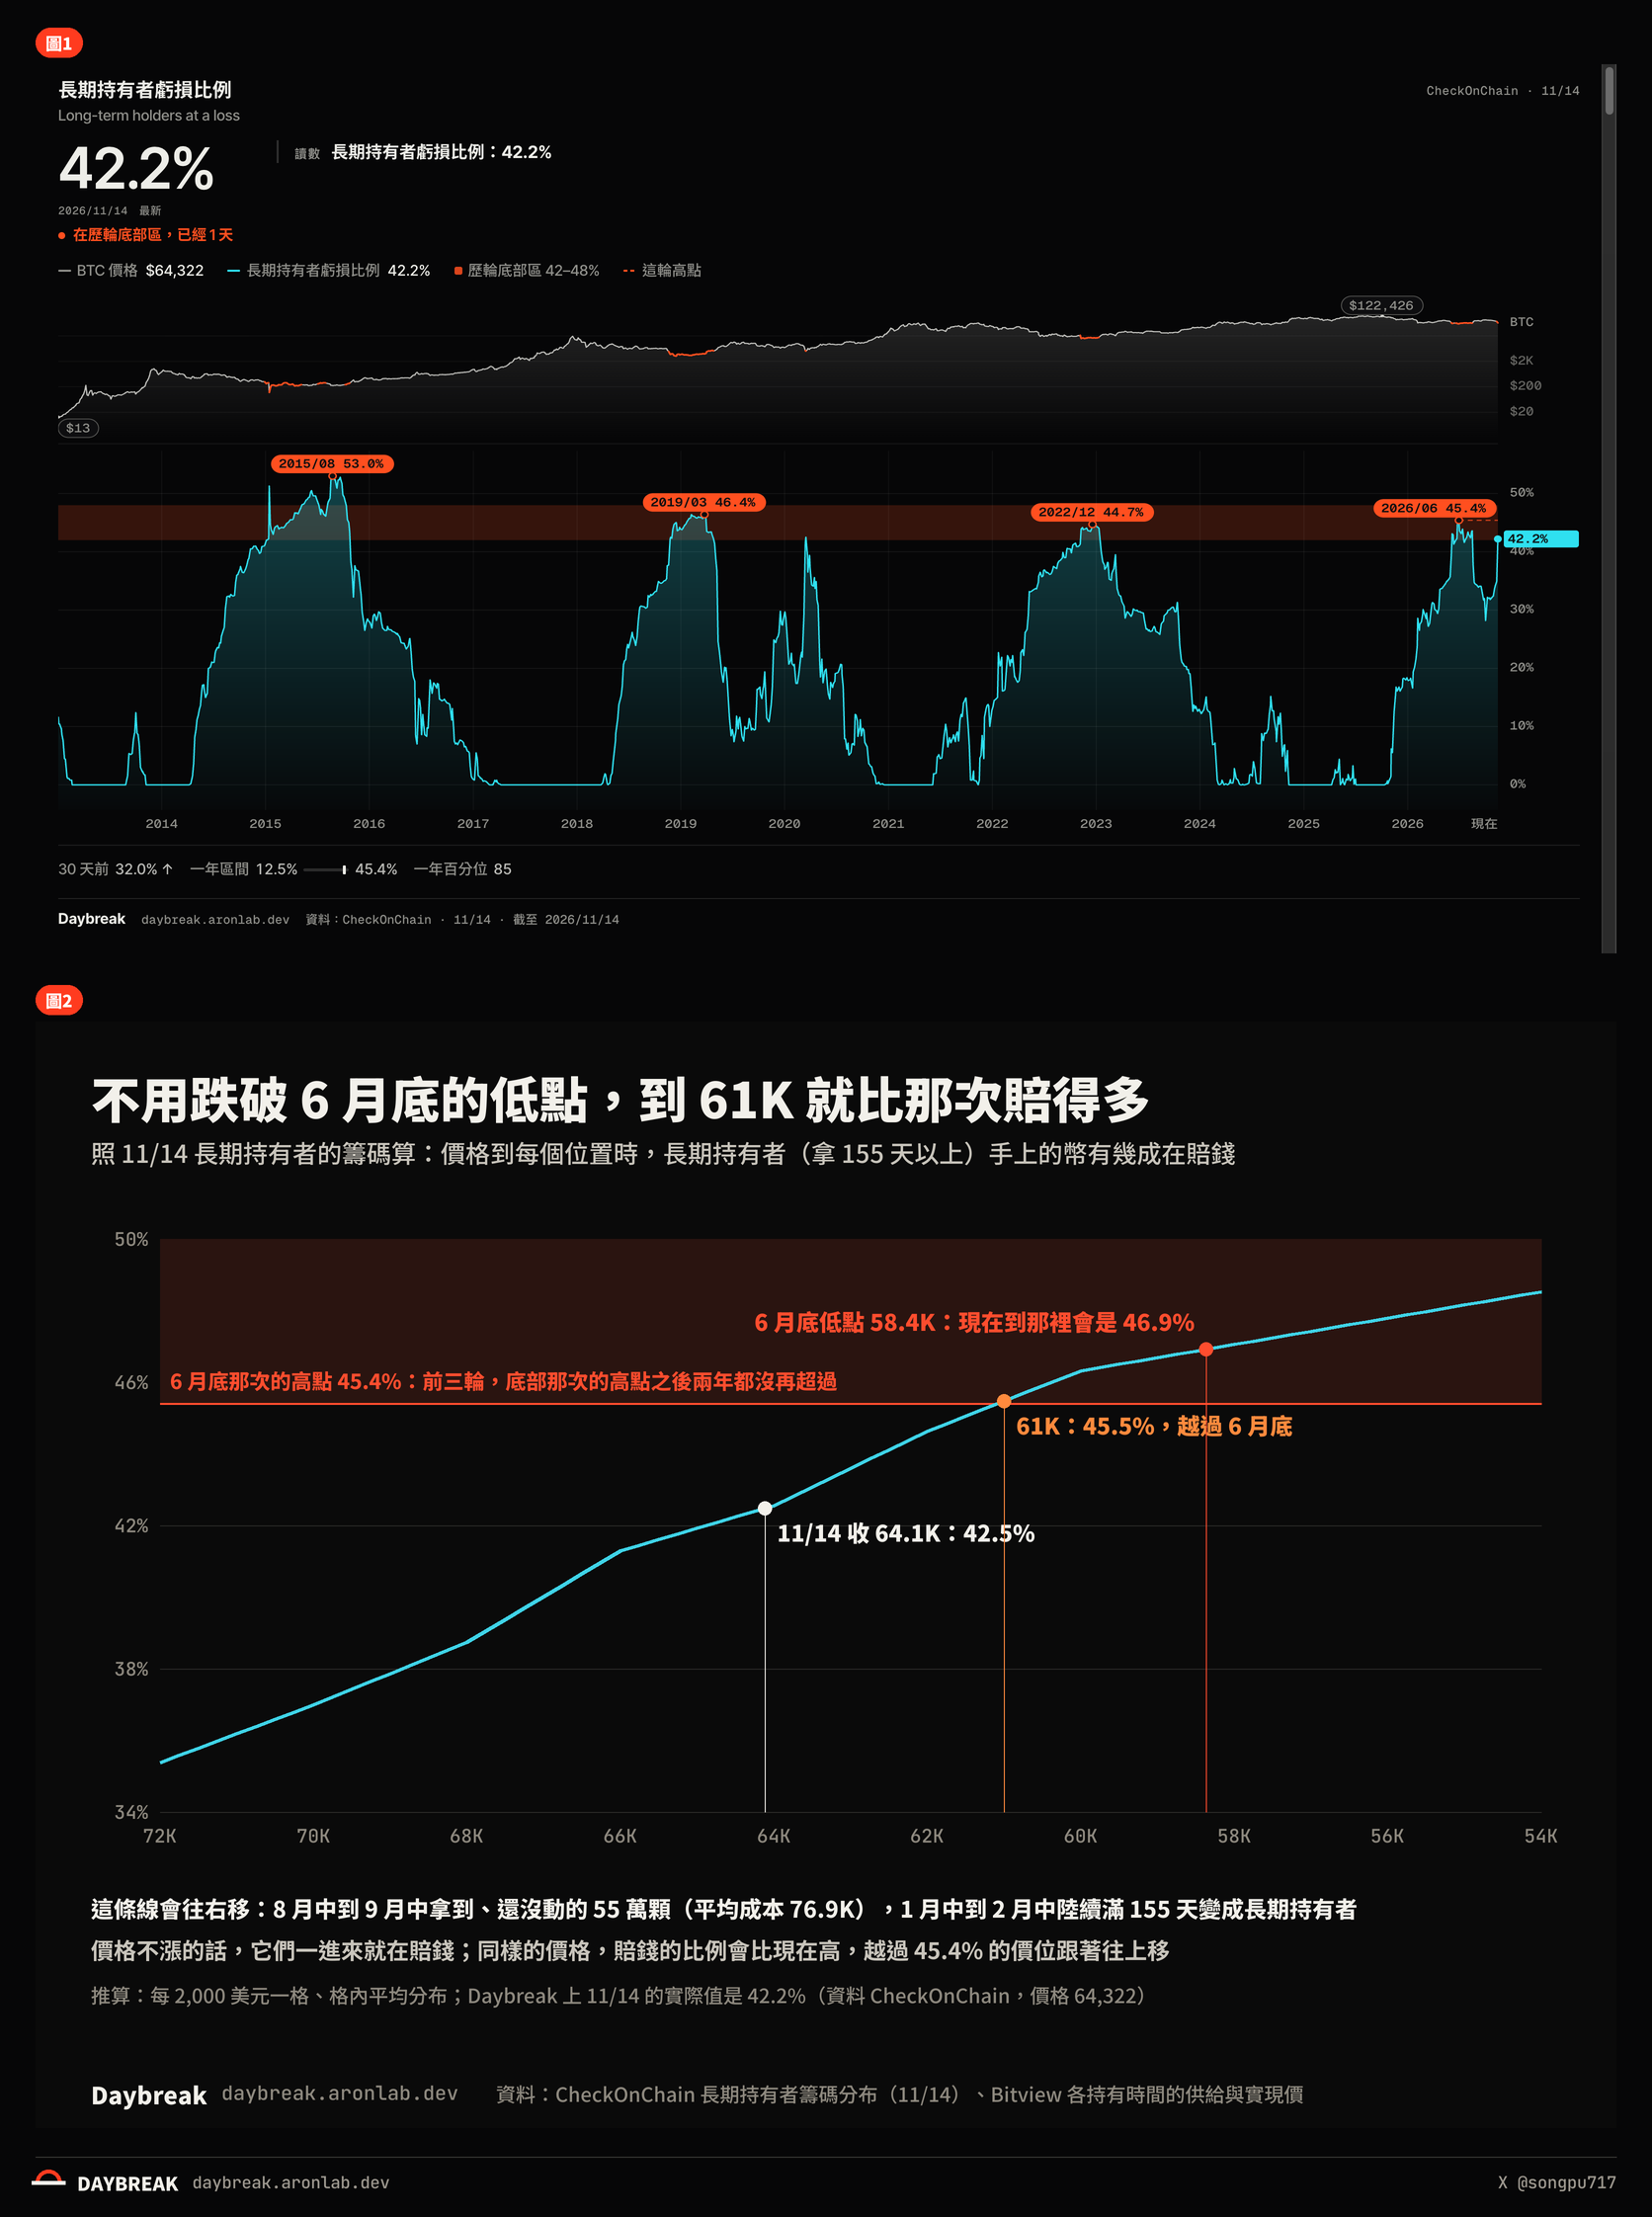 圖1
長期持有者虧損比例
CheckOnChain · 11/14
Long-term holders at a loss
42.2%
讀數 長期持有者虧損比例：42.2%
2026/11/14 最新
在歷輪底部區，已經1天
BTC 價格 $64,322 長期持有者虧損比例 42.2% 歷輪底部區 42–48% 這輪高點
$122,426
BTC
$2K
$200
$20
$13
2015/08 53.0%
2019/03 46.4%
2022/12 44.7%
2026/06 45.4%
50%
42.2%
40%
30%
20%
10%
0%
2014 2015 2016 2017 2018 2019 2020 2021 2022 2023 2024 2025 2026 現在
30 天前 32.0% ↑ 一年區間 12.5% 45.4% 一年百分位 85
Daybreak daybreak.aronlab.dev 資料：CheckOnChain · 11/14 · 截至 2026/11/14
圖2
不用跌破 6 月底的低點，到 61K 就比那次賠得多
照 11/14 長期持有者的籌碼算：價格到每個位置時，長期持有者（拿 155 天以上）手上的幣有幾成在賠錢
50%
6 月底低點 58.4K：現在到那裡會是 46.9%
46%
6 月底那次的高點 45.4%：前三輪，底部那次的高點之後兩年都沒再超過
61K：45.5%，越過 6 月底
42%
11/14 收 64.1K：42.5%
38%
34%
72K 70K 68K 66K 64K 62K 60K 58K 56K 54K
這條線會往右移：8 月中到 9 月中拿到、還沒動的 55 萬顆（平均成本 76.9K），1 月中到 2 月中陸續滿 155 天變成長期持有者
價格不漲的話，它們一進來就在賠錢；同樣的價格，賠錢的比例會比現在高，越過 45.4% 的價位跟著往上移
推算：每 2,000 美元一格、格內平均分布；Daybreak 上 11/14 的實際值是 42.2%（資料 CheckOnChain，價格 64,322）
Daybreak daybreak.aronlab.dev 資料：CheckOnChain 長期持有者籌碼分布（11/14）、Bitview 各持有時間的供給與實現價
DAYBREAK daybreak.aronlab.dev
X @songpu717